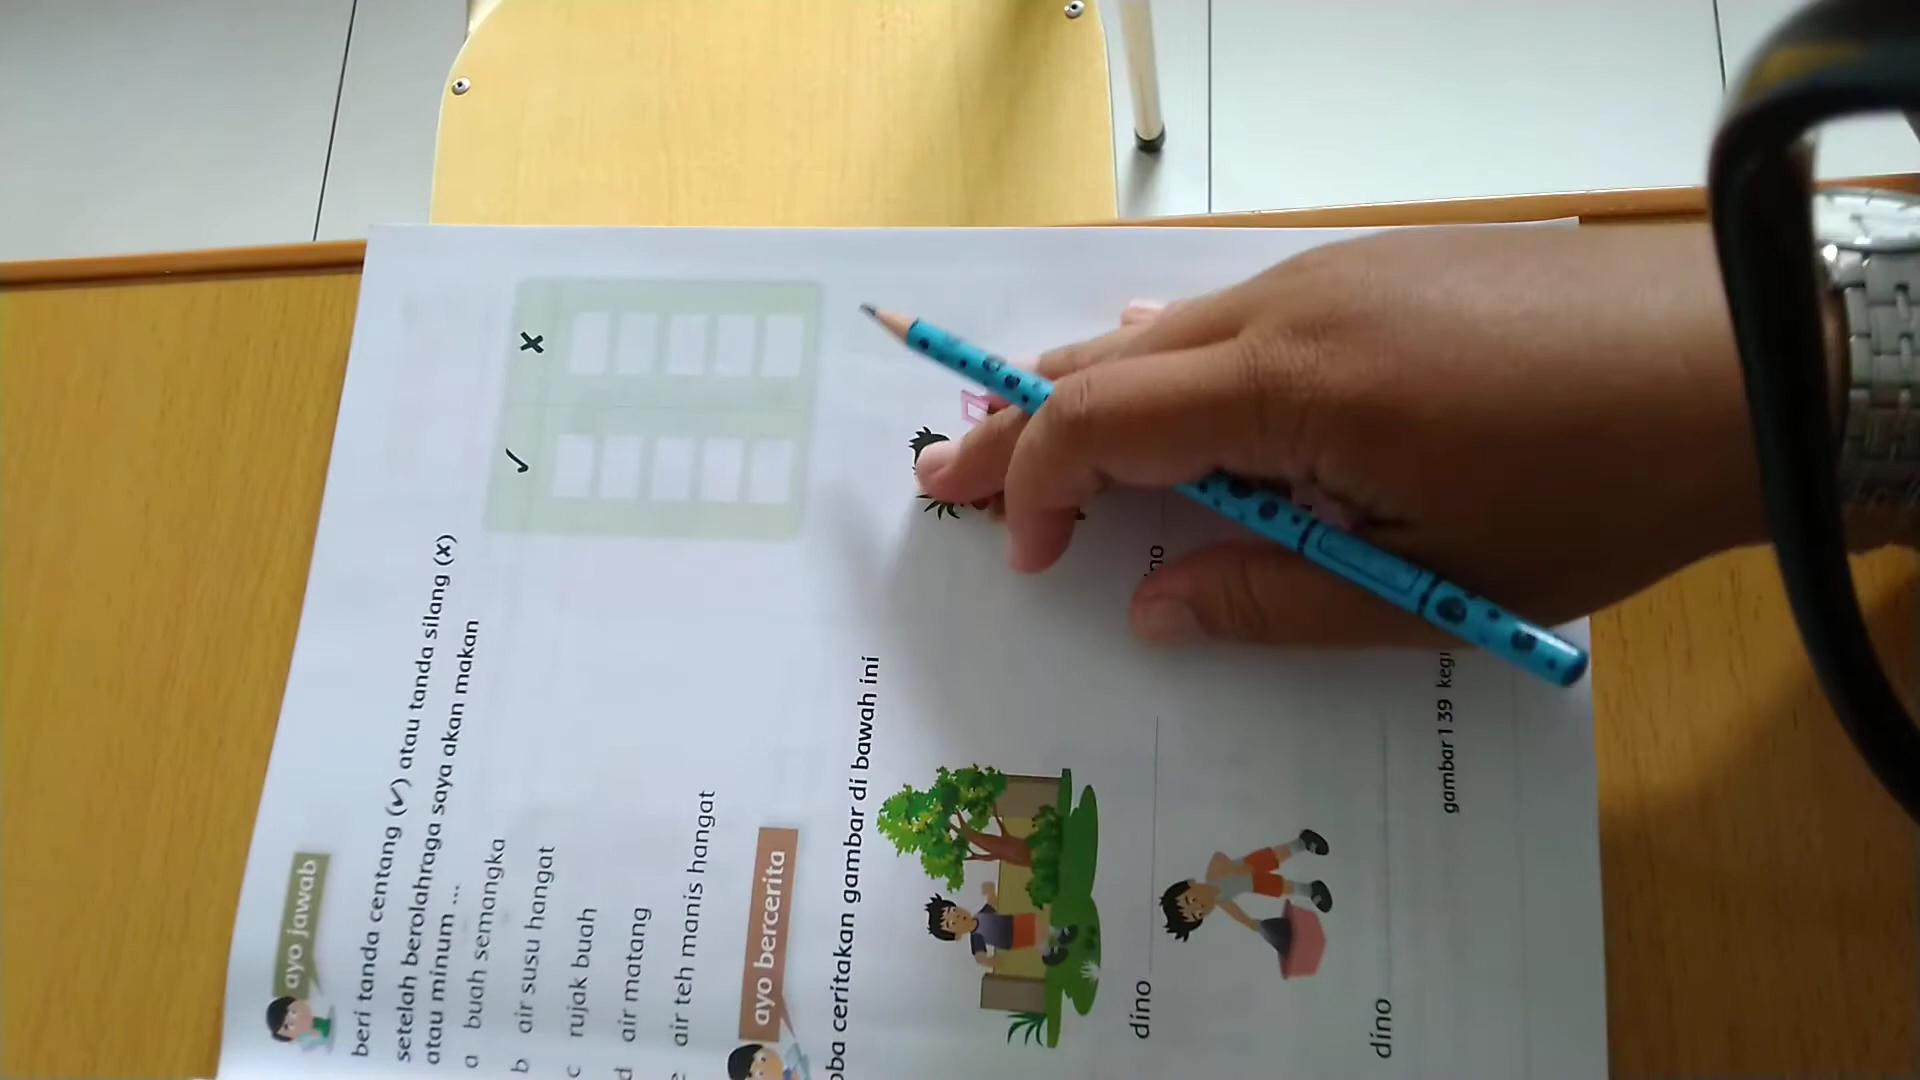 ayo jawab
beri tanda centang (✓) atau tanda silang (x)
setelah berolahraga saya akan makan
atau minum ...
✓ x
a buah semangka
b air susu hangat
c rujak buah
d air matang
air teh manis hangat
ayo bercerita
ceritakan gambar di bawah ini
dino
dino
gambar 1 39